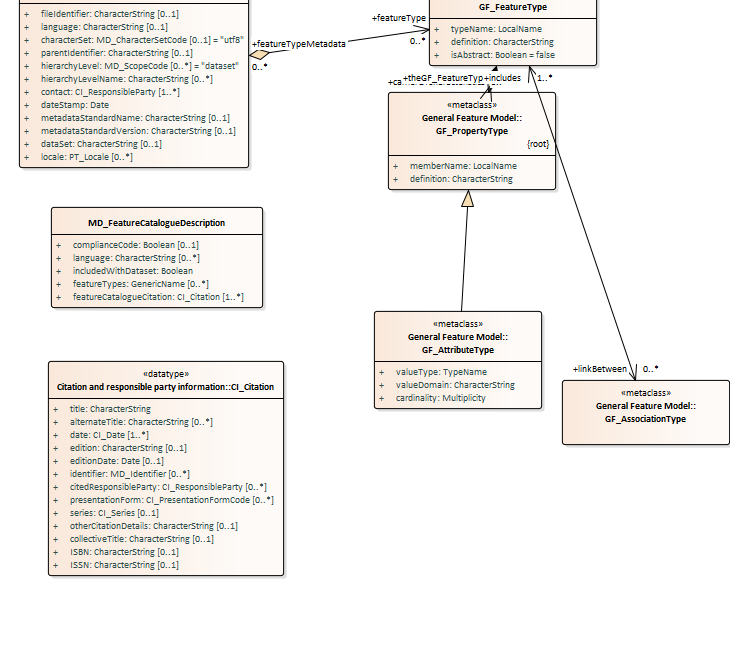 + fileIdentifier: CharacterString [0..1]
+ language: CharacterString [0..1]
+ characterSet: MD_CharacterSetCode [0..1] = "utf8"
+ parentIdentifier: CharacterString [0..1]
+ hierarchyLevel: MD_ScopeCode [0..*] = "dataset"
+ hierarchyLevelName: CharacterString [0..*]
+ contact: CI_ResponsibleParty [1..*]
+ dateStamp: Date
+ metadataStandardName: CharacterString [0..1]
+ metadataStandardVersion: CharacterString [0..1]
+ dataSet: CharacterString [0..1]
+ locale: PT_Locale [0..*]
+featureTypeMetadata
0..*
+featureType
0..*
GF_FeatureType
+ typeName: LocalName
+ definition: CharacterString
+ isAbstract: Boolean = false
+theGF_FeatureTyp+includes
1..*
«metaclass»
General Feature Model::
GF_PropertyType
{root}
+ memberName: LocalName
+ definition: CharacterString
MD_FeatureCatalogueDescription
+ complianceCode: Boolean [0..1]
+ language: CharacterString [0..*]
+ includedWithDataset: Boolean
+ featureTypes: GenericName [0..*]
+ featureCatalogueCitation: CI_Citation [1..*]
«metaclass»
General Feature Model::
GF_AttributeType
+ valueType: TypeName
+ valueDomain: CharacterString
+ cardinality: Multiplicity
+linkBetween
0..*
«metaclass»
General Feature Model::
GF_AssociationType
«datatype»
Citation and responsible party information::CI_Citation
+ title: CharacterString
+ alternateTitle: CharacterString [0..*]
+ date: CI_Date [1..*]
+ edition: CharacterString [0..1]
+ editionDate: Date [0..1]
+ identifier: MD_Identifier [0..*]
+ citedResponsibleParty: CI_ResponsibleParty [0..*]
+ presentationForm: CI_PresentationFormCode [0..*]
+ series: CI_Series [0..1]
+ otherCitationDetails: CharacterString [0..1]
+ collectiveTitle: CharacterString [0..1]
+ ISBN: CharacterString [0..1]
+ ISSN: CharacterString [0..1]